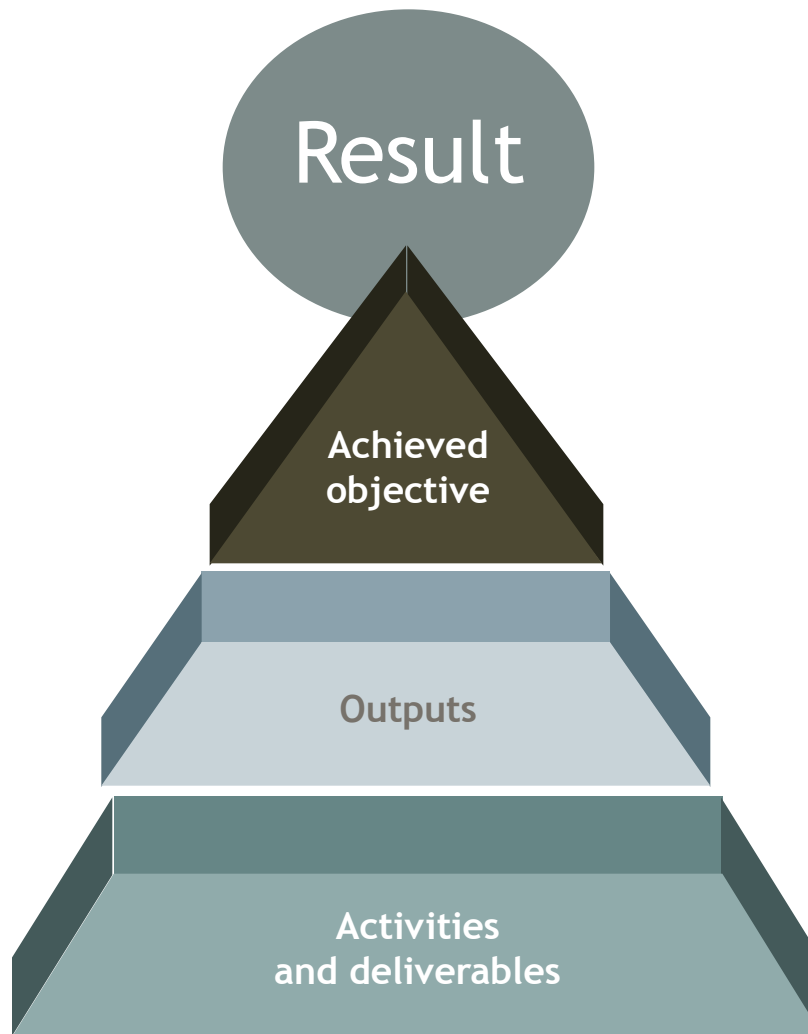 Result
Achieved
objective
Outputs
Activities
and deliverables